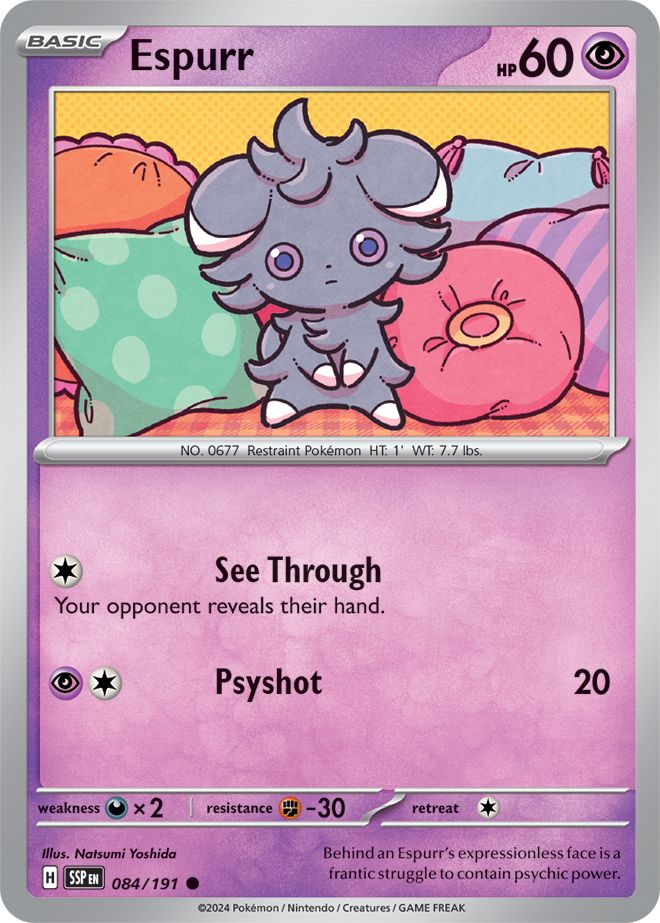 BASIC
Espurr
HP 60
NO. 0677 Restraint Pokémon HT: 1' WT: 7.7 lbs.
See Through
Your opponent reveals their hand.
Psyshot 20
weakness ×2 resistance -30 retreat
Illus. Natsumi Yoshida
Behind an Espurr's expressionless face is a
frantic struggle to contain psychic power.
H SSP EN 084/191
©2024 Pokémon / Nintendo / Creatures / GAME FREAK